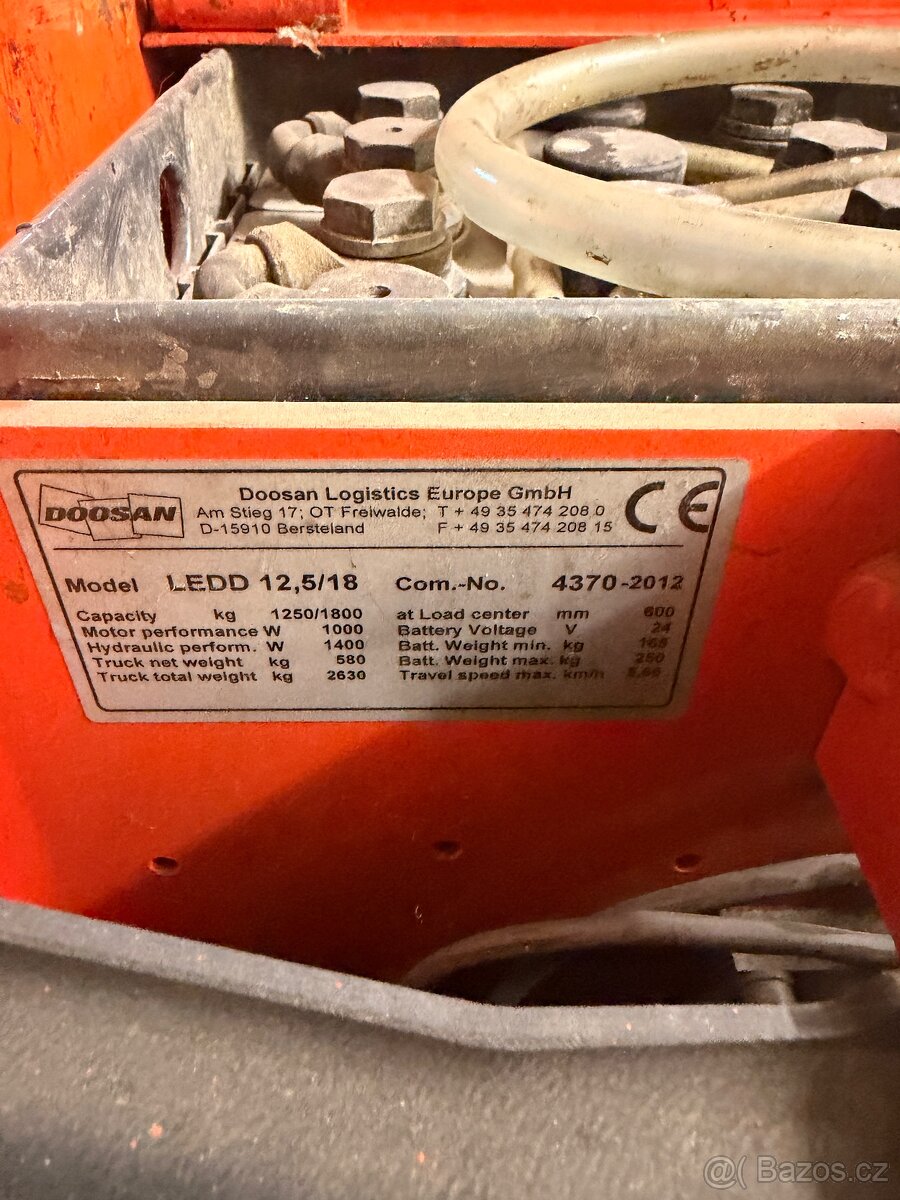 Doosan Logistics Europe GmbH
DOOSAN
Am Stieg 17; OT Freiwalde; T + 49 35 474 208 0
D-15910 Bersteland F + 49 35 474 208 15
CE
Model LEDD 12,5/18 Com.-No. 4370-2012
Capacity kg 1250/1800 at Load center mm 600
Motor performance W 1000 Battery Voltage V 24
Hydraulic perform. W 1400 Batt. Weight min. kg
Truck net weight kg 580 Batt. Weight max. kg 250
Truck total weight kg 2630 Travel speed max. km/h
@ Bazos.cz